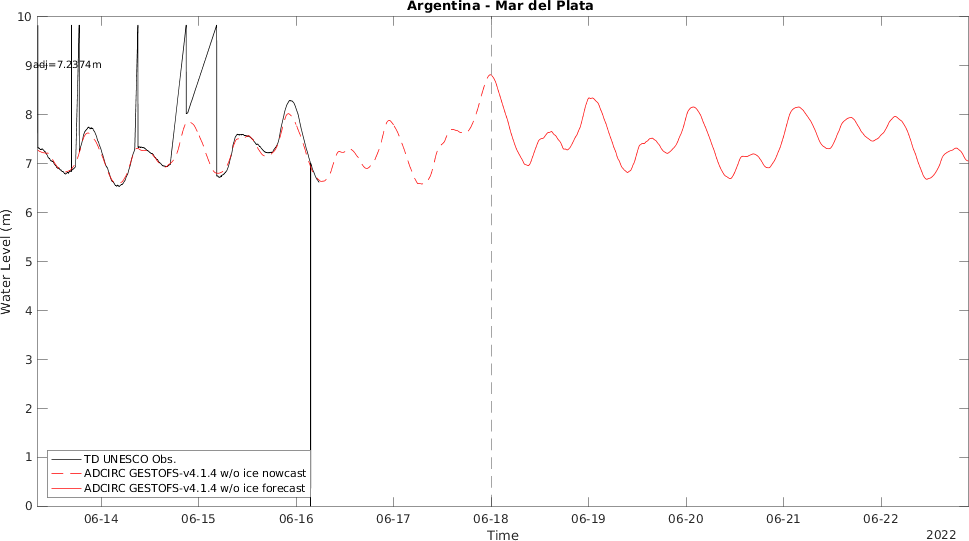 Argentina - Mar del Plata
10
9
8
7
6
5
4
3
2
1
0
adj=7.2374m
Water Level (m)
TD UNESCO Obs.
ADCIRC GESTOFS-v4.1.4 w/o ice nowcast
ADCIRC GESTOFS-v4.1.4 w/o ice forecast
06-14 06-15 06-16 06-17 06-18 06-19 06-20 06-21 06-22
Time
2022